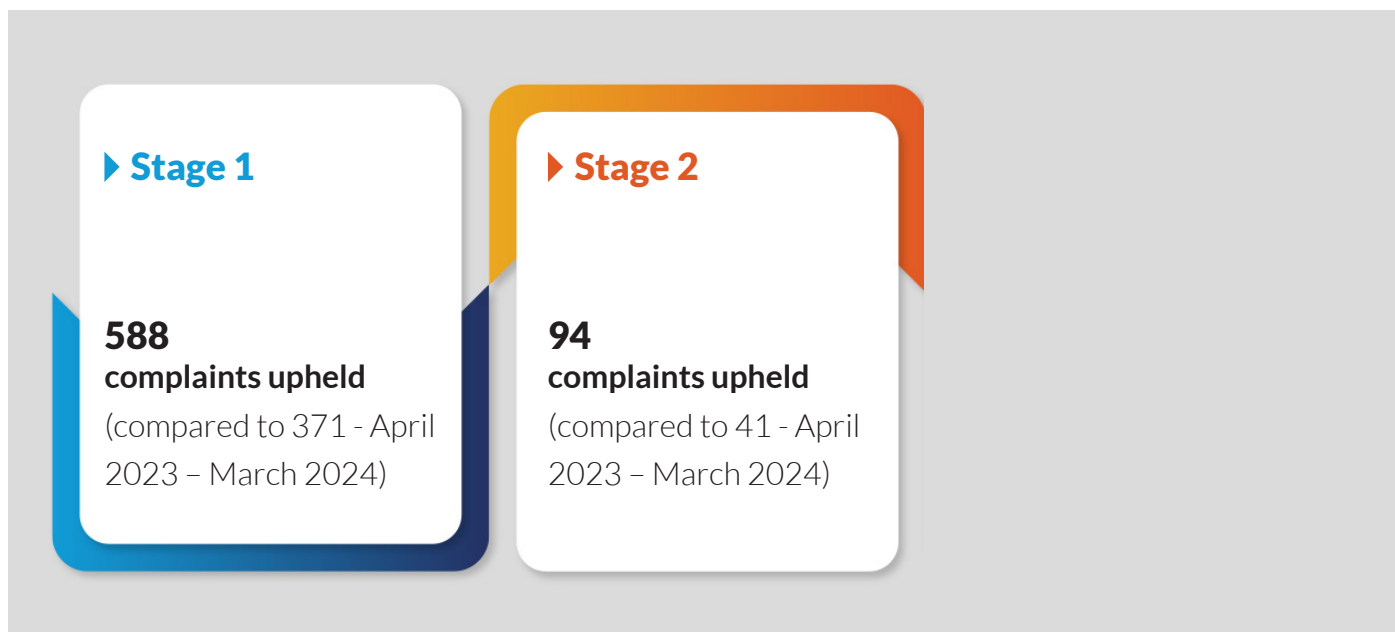 Stage 1
588
complaints upheld
(compared to 371 - April
2023 – March 2024)
Stage 2
94
complaints upheld
(compared to 41 - April
2023 – March 2024)